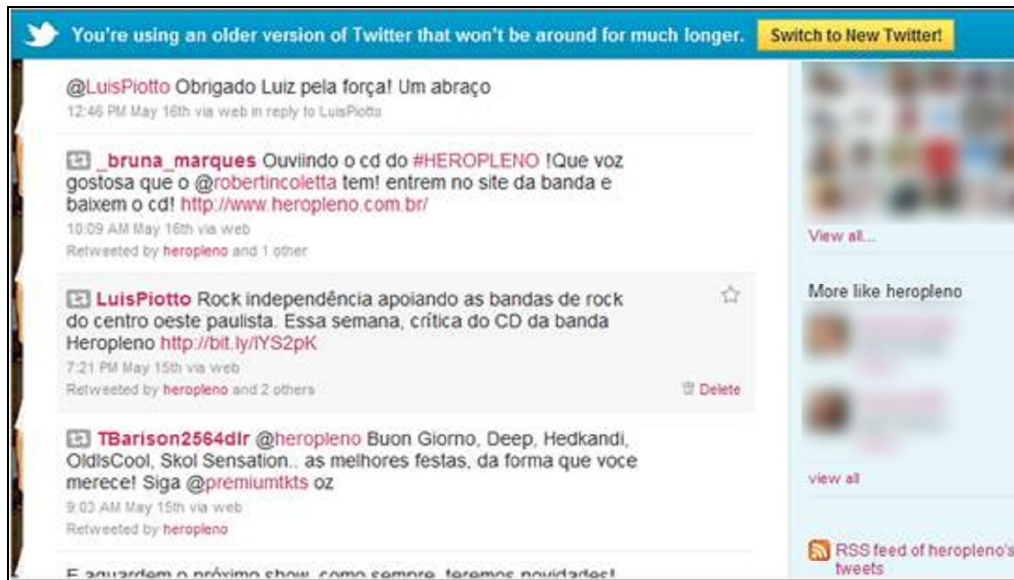 You're using an older version of Twitter that won't be around for much longer. Switch to New Twitter!
@LuisPiotto Obrigado Luiz pela força! Um abraço
12:46 PM May 16th via web in reply to LuisPiotto
_bruna_marques Ouviindo o cd do #HEROPLENO !Que voz
gostosa que o @robertincoletta tem! entrem no site da banda e
baixem o cd! http://www.heropleno.com.br/
10:09 AM May 16th via web
Retweeted by heropleno and 1 other
LuisPiotto Rock independência apoiando as bandas de rock
do centro oeste paulista. Essa semana, crítica do CD da banda
Heropleno http://bit.ly/lYS2pK
7:21 PM May 15th via web
Retweeted by heropleno and 2 others
Delete
TBarison2564dlr @heropleno Buon Giorno, Deep, Hedkandi,
OldIsCool, Skol Sensation.. as melhores festas, da forma que voce
merece! Siga @premiumtkts oz
9:03 AM May 15th via web
Retweeted by heropleno
E aguardem o próximo show, como sempre, teremos novidades!
View all...
More like heropleno
view all
RSS feed of heropleno's
tweets